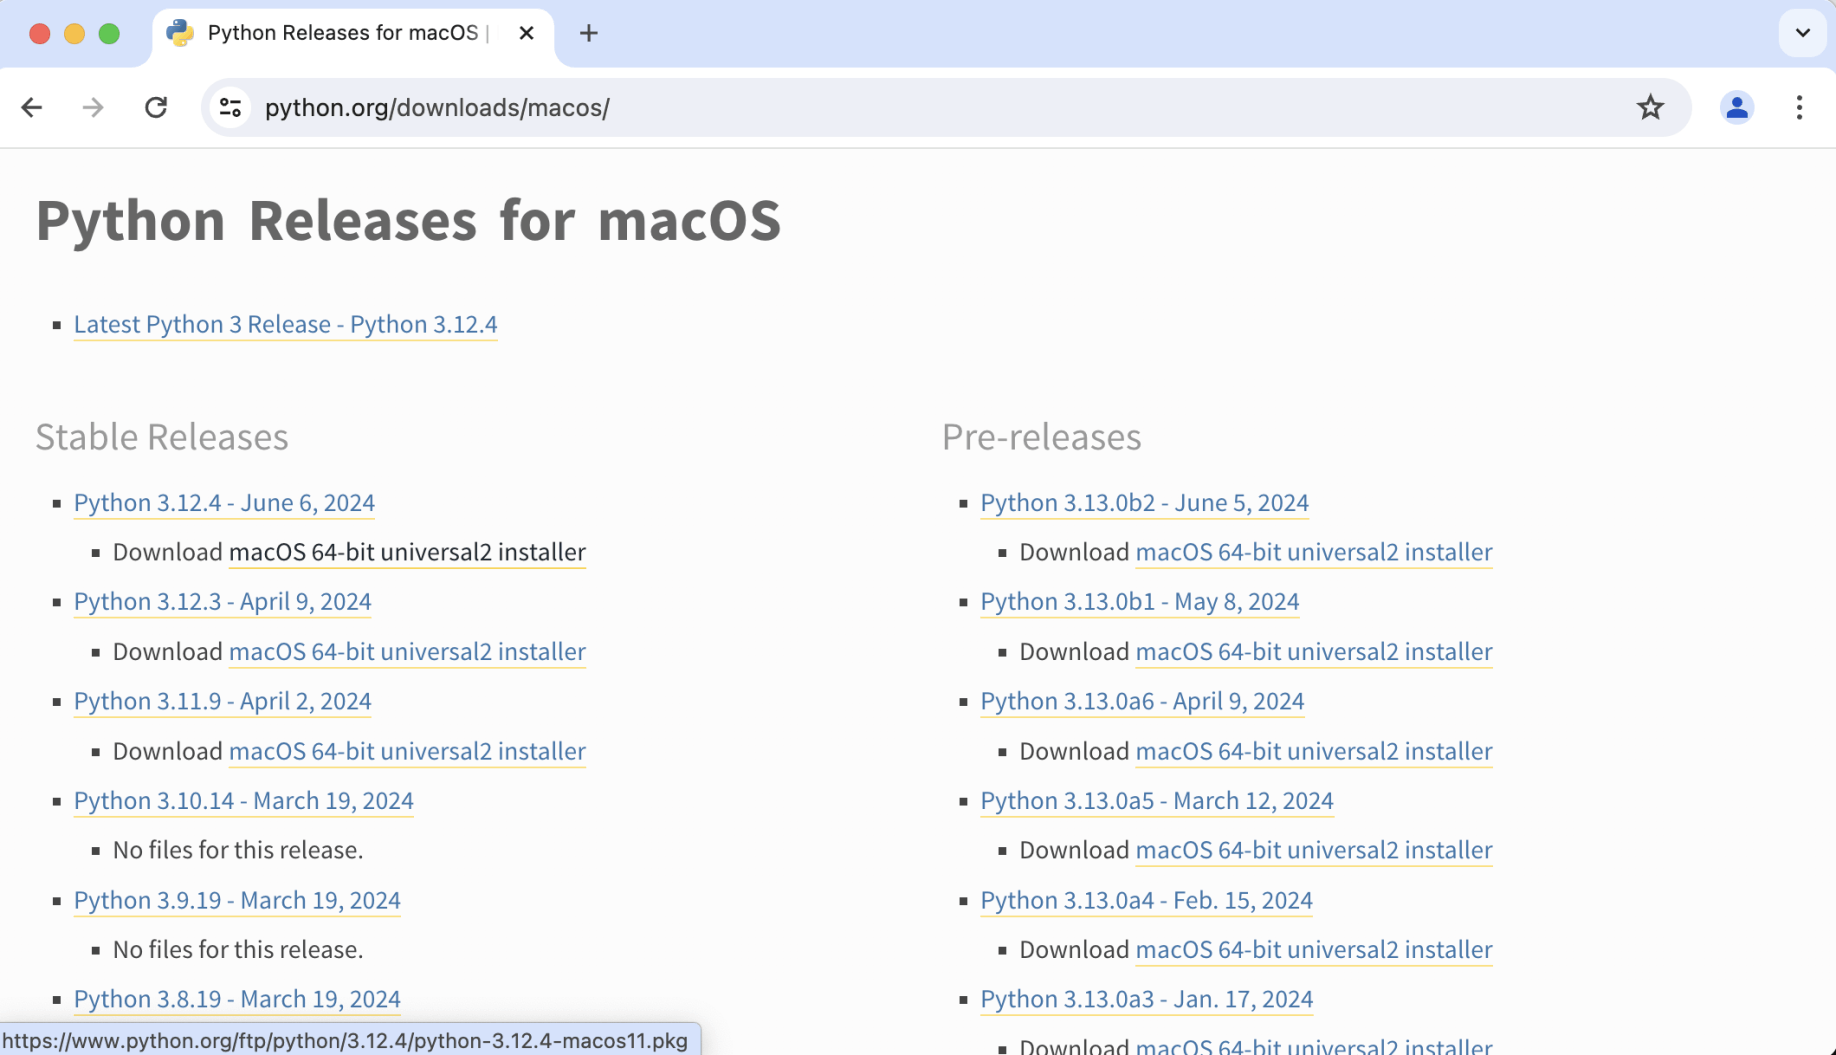 Python Releases for macOS |
python.org/downloads/macos/
Python Releases for macOS
Latest Python 3 Release - Python 3.12.4
Stable Releases
Python 3.12.4 - June 6, 2024
Download macOS 64-bit universal2 installer
Python 3.12.3 - April 9, 2024
Download macOS 64-bit universal2 installer
Python 3.11.9 - April 2, 2024
Download macOS 64-bit universal2 installer
Python 3.10.14 - March 19, 2024
No files for this release.
Python 3.9.19 - March 19, 2024
No files for this release.
Python 3.8.19 - March 19, 2024
Pre-releases
Python 3.13.0b2 - June 5, 2024
Download macOS 64-bit universal2 installer
Python 3.13.0b1 - May 8, 2024
Download macOS 64-bit universal2 installer
Python 3.13.0a6 - April 9, 2024
Download macOS 64-bit universal2 installer
Python 3.13.0a5 - March 12, 2024
Download macOS 64-bit universal2 installer
Python 3.13.0a4 - Feb. 15, 2024
Download macOS 64-bit universal2 installer
Python 3.13.0a3 - Jan. 17, 2024
Download macOS 64-bit universal2 installer
https://www.python.org/ftp/python/3.12.4/python-3.12.4-macos11.pkg